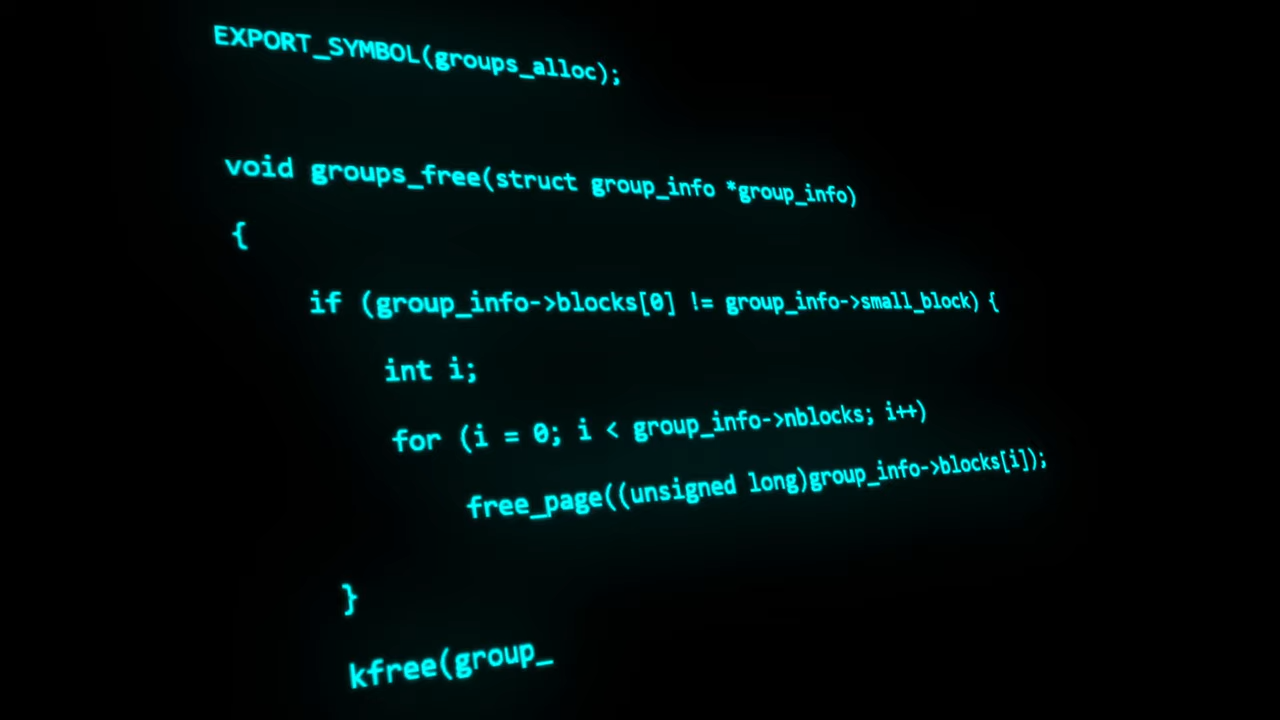 EXPORT_SYMBOL(groups_alloc);
void groups_free(struct group_info *group_info)
{
if (group_info->blocks[0] != group_info->small_block) {
int i;
for (i = 0; i < group_info->nblocks; i++)
free_page((unsigned long)group_info->blocks[i]);
}
kfree(group_